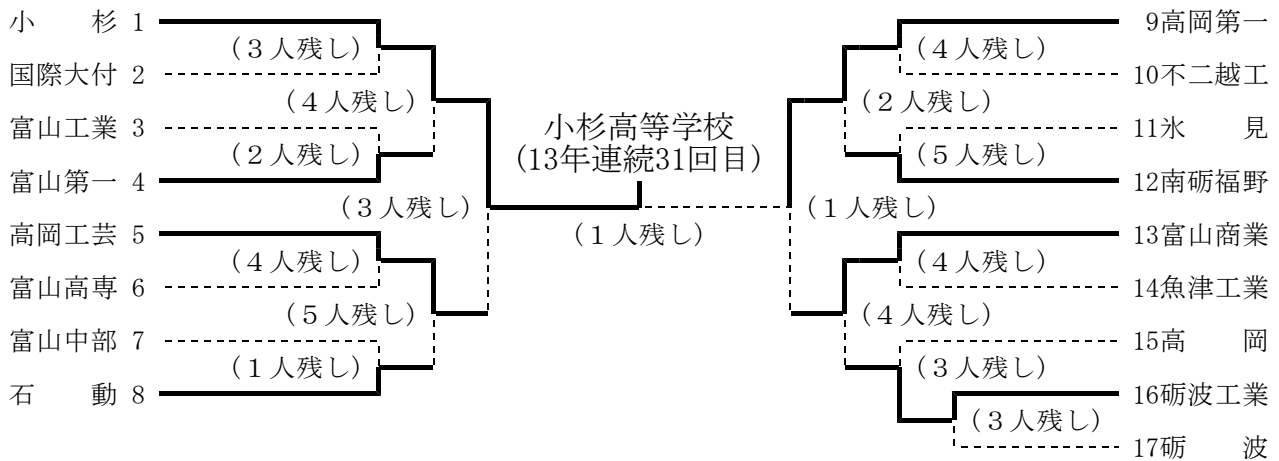 小　　杉 1
（３人残し）
国際大付 2
（４人残し）
富山工業 3
（２人残し）
富山第一 4
（３人残し）
高岡工芸 5
（４人残し）
富山高専 6
（５人残し）
富山中部 7
（１人残し）
石　　動 8
小杉高等学校
(13年連続31回目)
（１人残し）
9高岡第一
（４人残し）
10不二越工
（２人残し）
11氷　　見
（５人残し）
12南砺福野
（１人残し）
13富山商業
（４人残し）
14魚津工業
（４人残し）
15高　　岡
（３人残し）
16砺波工業
（３人残し）
17砺　　波